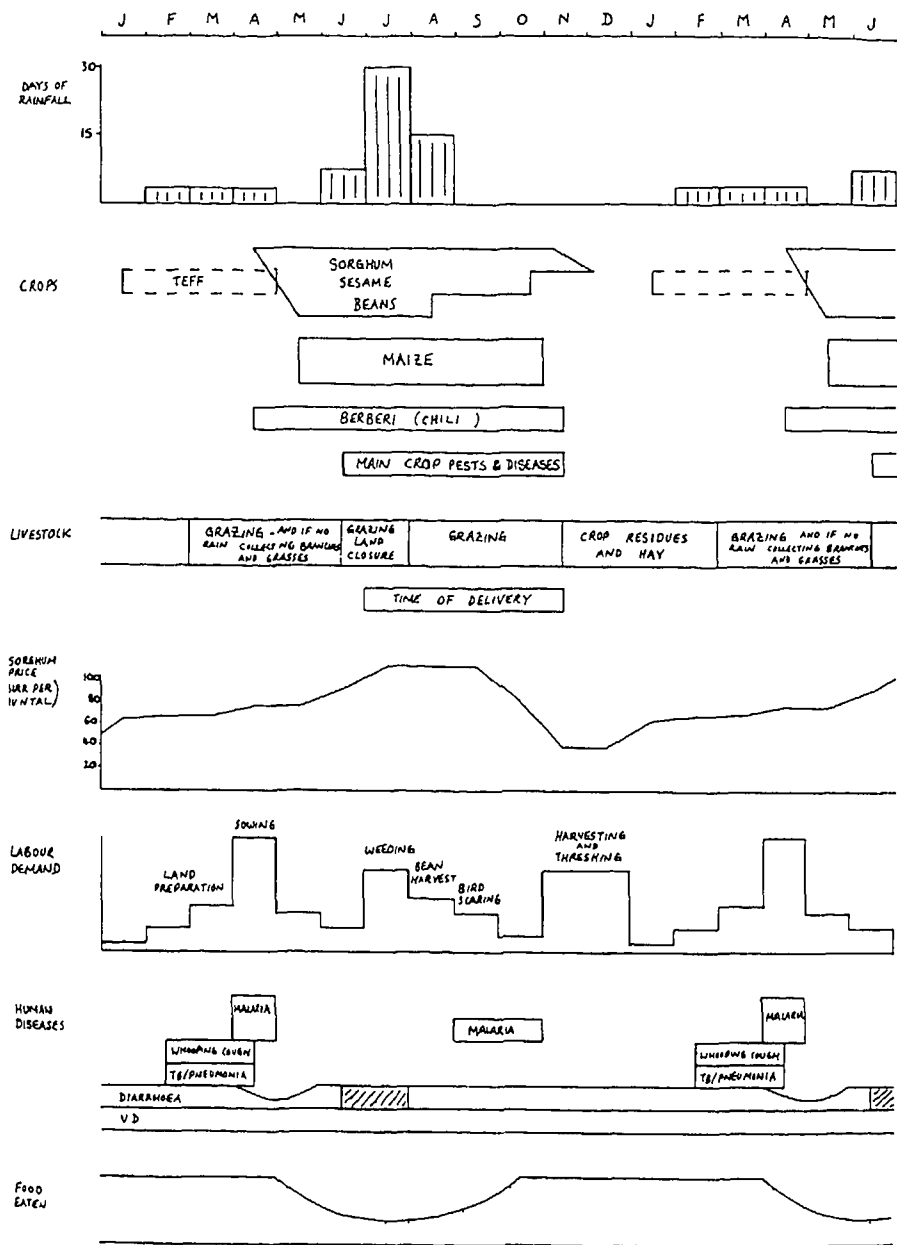 J F M A M J J A S O N D J F M A M J
30
DAYS OF
RAINFALL
15
SORGHUM
SESAME
BEANS
TEFF
CROPS
MAIZE
BERBERI (CHILI)
MAIN CROP PESTS & DISEASES
LIVESTOCK
GRAZING - AND IF NO
RAIN COLLECTING BRANCHES
AND GRASSES
GRAZING
LAND
CLOSURE
GRAZING
CROP RESIDUES
AND HAY
GRAZING AND IF NO
RAIN COLLECTING BRANCHES
AND GRASSES
TIME OF DELIVERY
SORGHUM
PRICE
PER)
100
80
60
40
20
LABOUR
DEMAND
LAND
PREPARATION
SOWING
WEEDING
BEAN
HARVEST
BIRD
SCARING
HARVESTING
AND
THRESHING
HUMAN
DISEASES
MALARIA
WHOOPING COUGH
TB/PNEUMONIA
MALARIA
MALARIA
WHOOPING COUGH
TB/PNEUMONIA
DIARRHOEA
VD
FOOD
EATEN